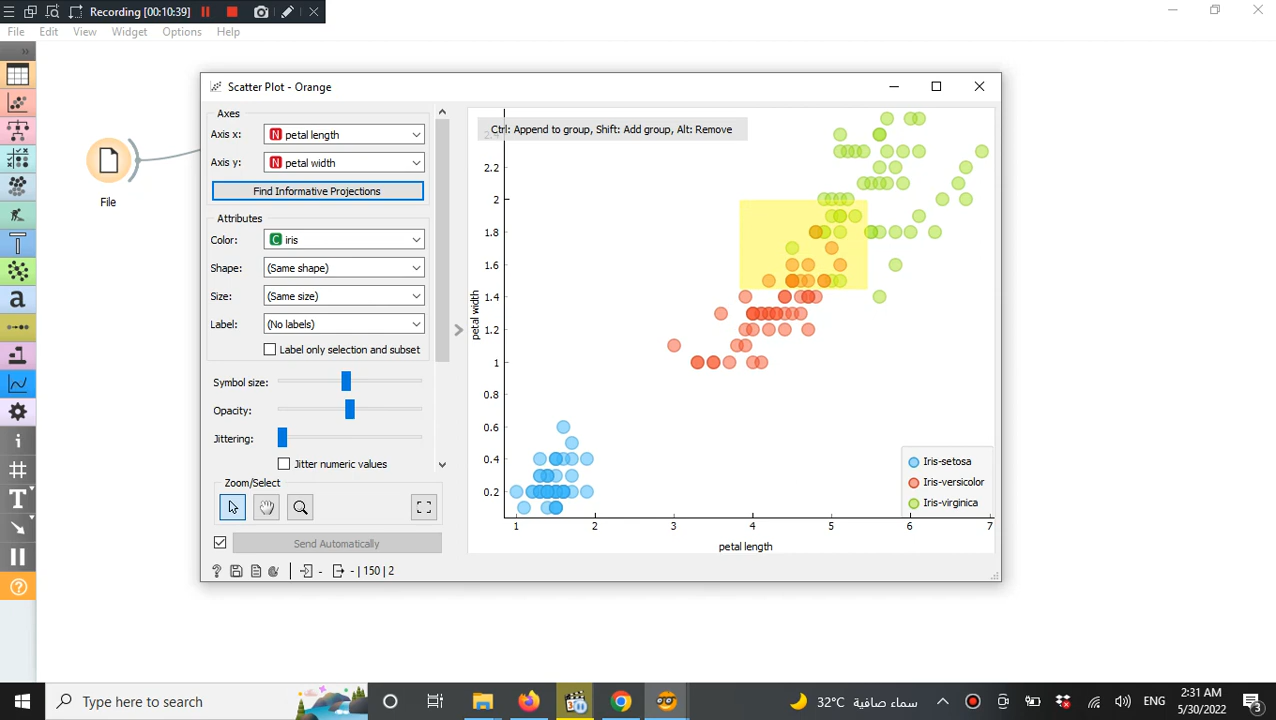 Recording [00:10:39]
File Edit View Widget Options Help
Scatter Plot - Orange
Axes
Axis x: N petal length
Axis y: N petal width
Find Informative Projections
Attributes
Color: C iris
Shape: (Same shape)
Size: (Same size)
Label: (No labels)
Label only selection and subset
Symbol size:
Opacity:
Jittering:
Jitter numeric values
Zoom/Select
Send Automatically
? - - | 150 | 2
Ctrl: Append to group, Shift: Add group, Alt: Remove
2.4
2.2
2
1.8
1.6
1.4
1.2
1
0.8
0.6
0.4
0.2
petal width
1 2 3 4 5 6 7
petal length
Iris-setosa
Iris-versicolor
Iris-virginica
File
a
T
Type here to search
32°C سماء صافية
ENG
2:31 AM
5/30/2022
3